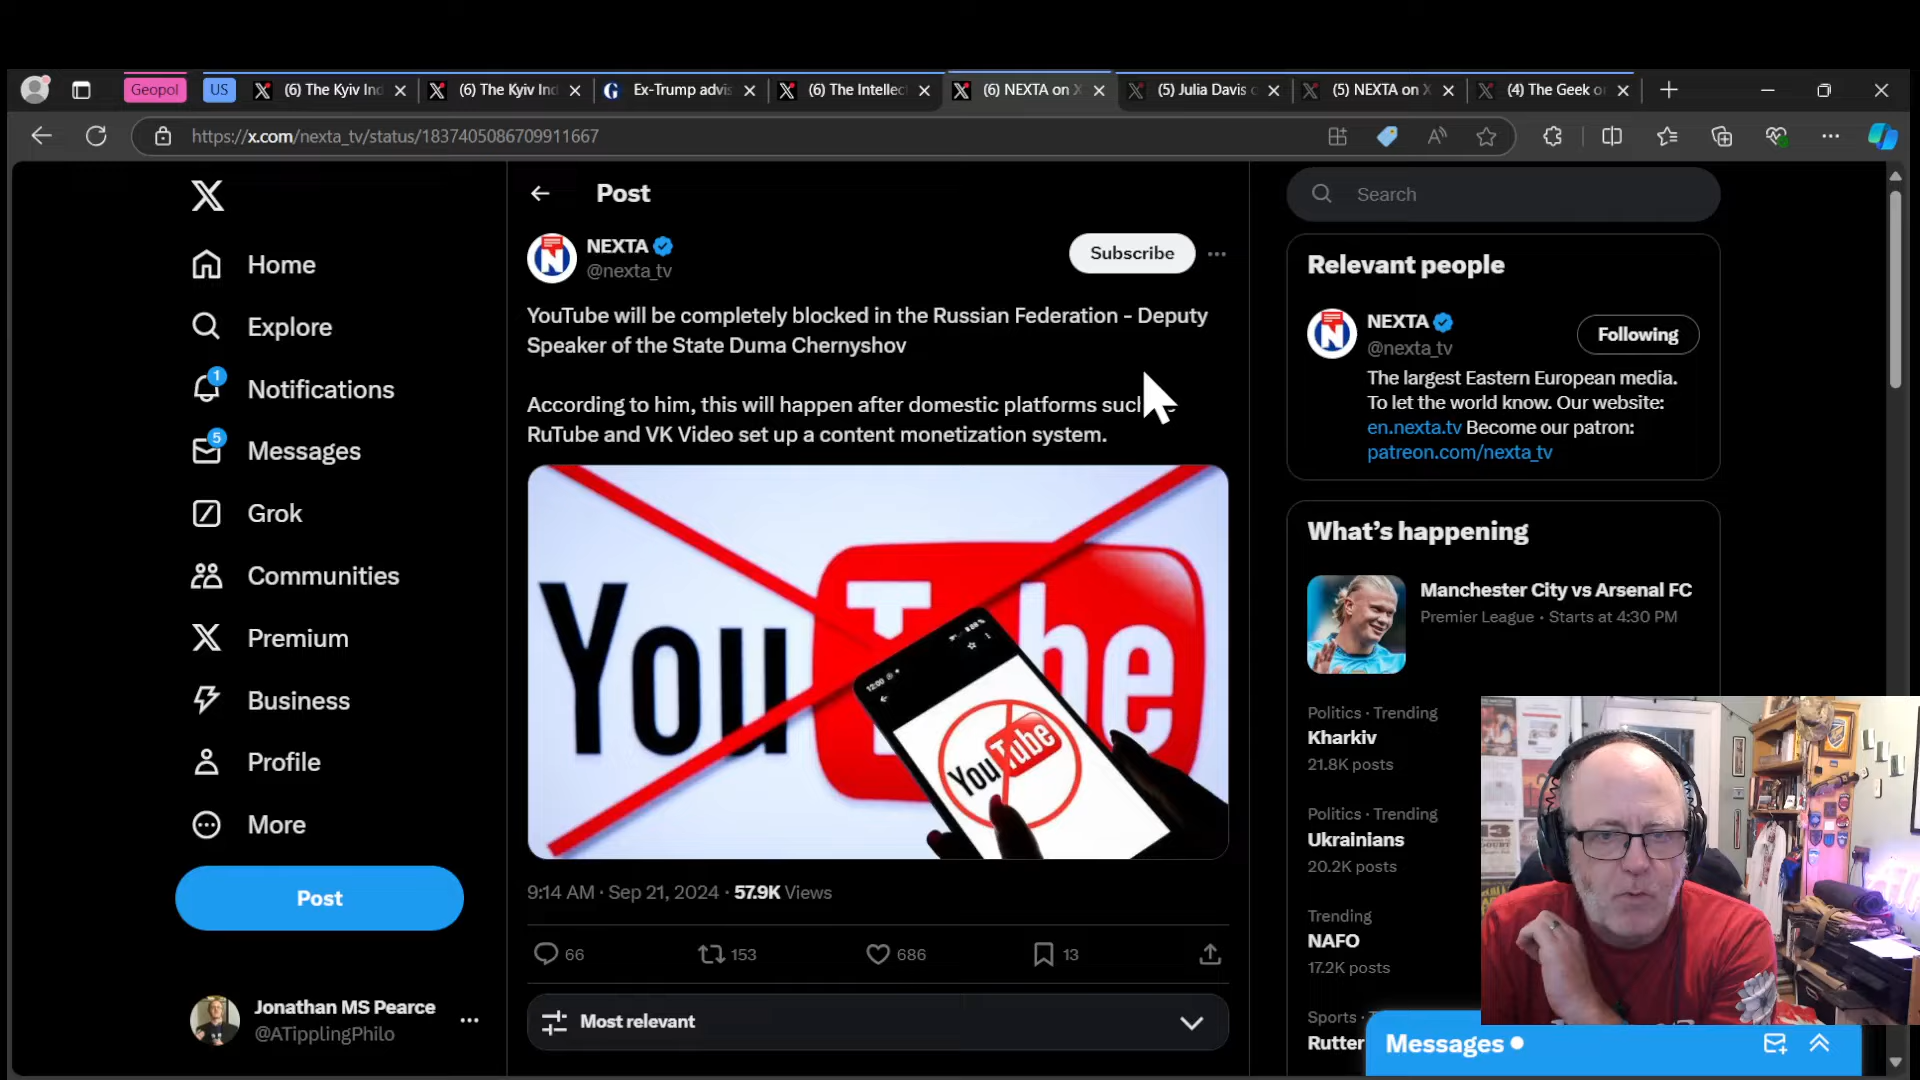 Geopol
US
(6) The Kyiv Ind
(6) The Kyiv Ind
Ex-Trump advis
(6) The Intellec
(6) NEXTA on X
(5) Julia Davis o
(5) NEXTA on X
(4) The Geek o
https://x.com/nexta_tv/status/1837405086709911667
Home
Explore
1
Notifications
5
Messages
Grok
Communities
Premium
Business
Profile
More
Post
Jonathan MS Pearce
@ATipplingPhilo
Post
NEXTA
@nexta_tv
Subscribe
YouTube will be completely blocked in the Russian Federation - Deputy
Speaker of the State Duma Chernyshov
According to him, this will happen after domestic platforms such
RuTube and VK Video set up a content monetization system.
YouTube
12:00
YouTube
9:14 AM · Sep 21, 2024 · 57.9K Views
66
153
686
13
Most relevant
Search
Relevant people
NEXTA
@nexta_tv
Following
The largest Eastern European media.
To let the world know. Our website:
en.nexta.tv Become our patron:
patreon.com/nexta_tv
What's happening
Manchester City vs Arsenal FC
Premier League · Starts at 4:30 PM
Politics · Trending
Kharkiv
21.8K posts
Politics · Trending
Ukrainians
20.2K posts
Trending
NAFO
17.2K posts
Sports ·
Rutter
Messages